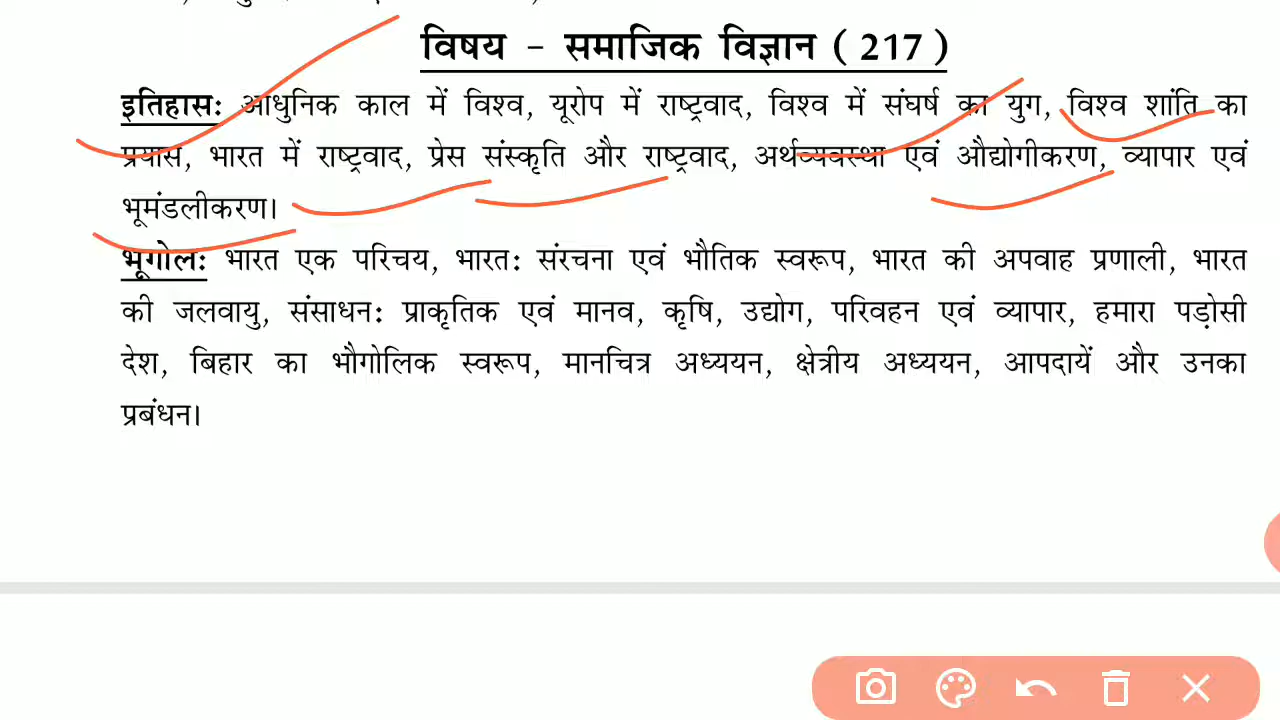 विषय - समाजिक विज्ञान ( 217 )
इतिहासः आधुनिक काल में विश्व, यूरोप में राष्ट्रवाद, विश्व में संघर्ष का युग, विश्व शांति का
प्रयास, भारत में राष्ट्रवाद, प्रेस संस्कृति और राष्ट्रवाद, अर्थव्यवस्था एवं औद्योगीकरण, व्यापार एवं
भूमंडलीकरण।
भूगोलः भारत एक परिचय, भारतः संरचना एवं भौतिक स्वरूप, भारत की अपवाह प्रणाली, भारत
की जलवायु, संसाधनः प्राकृतिक एवं मानव, कृषि, उद्योग, परिवहन एवं व्यापार, हमारा पड़ोसी
देश, बिहार का भौगोलिक स्वरूप, मानचित्र अध्ययन, क्षेत्रीय अध्ययन, आपदायें और उनका
प्रबंधन।